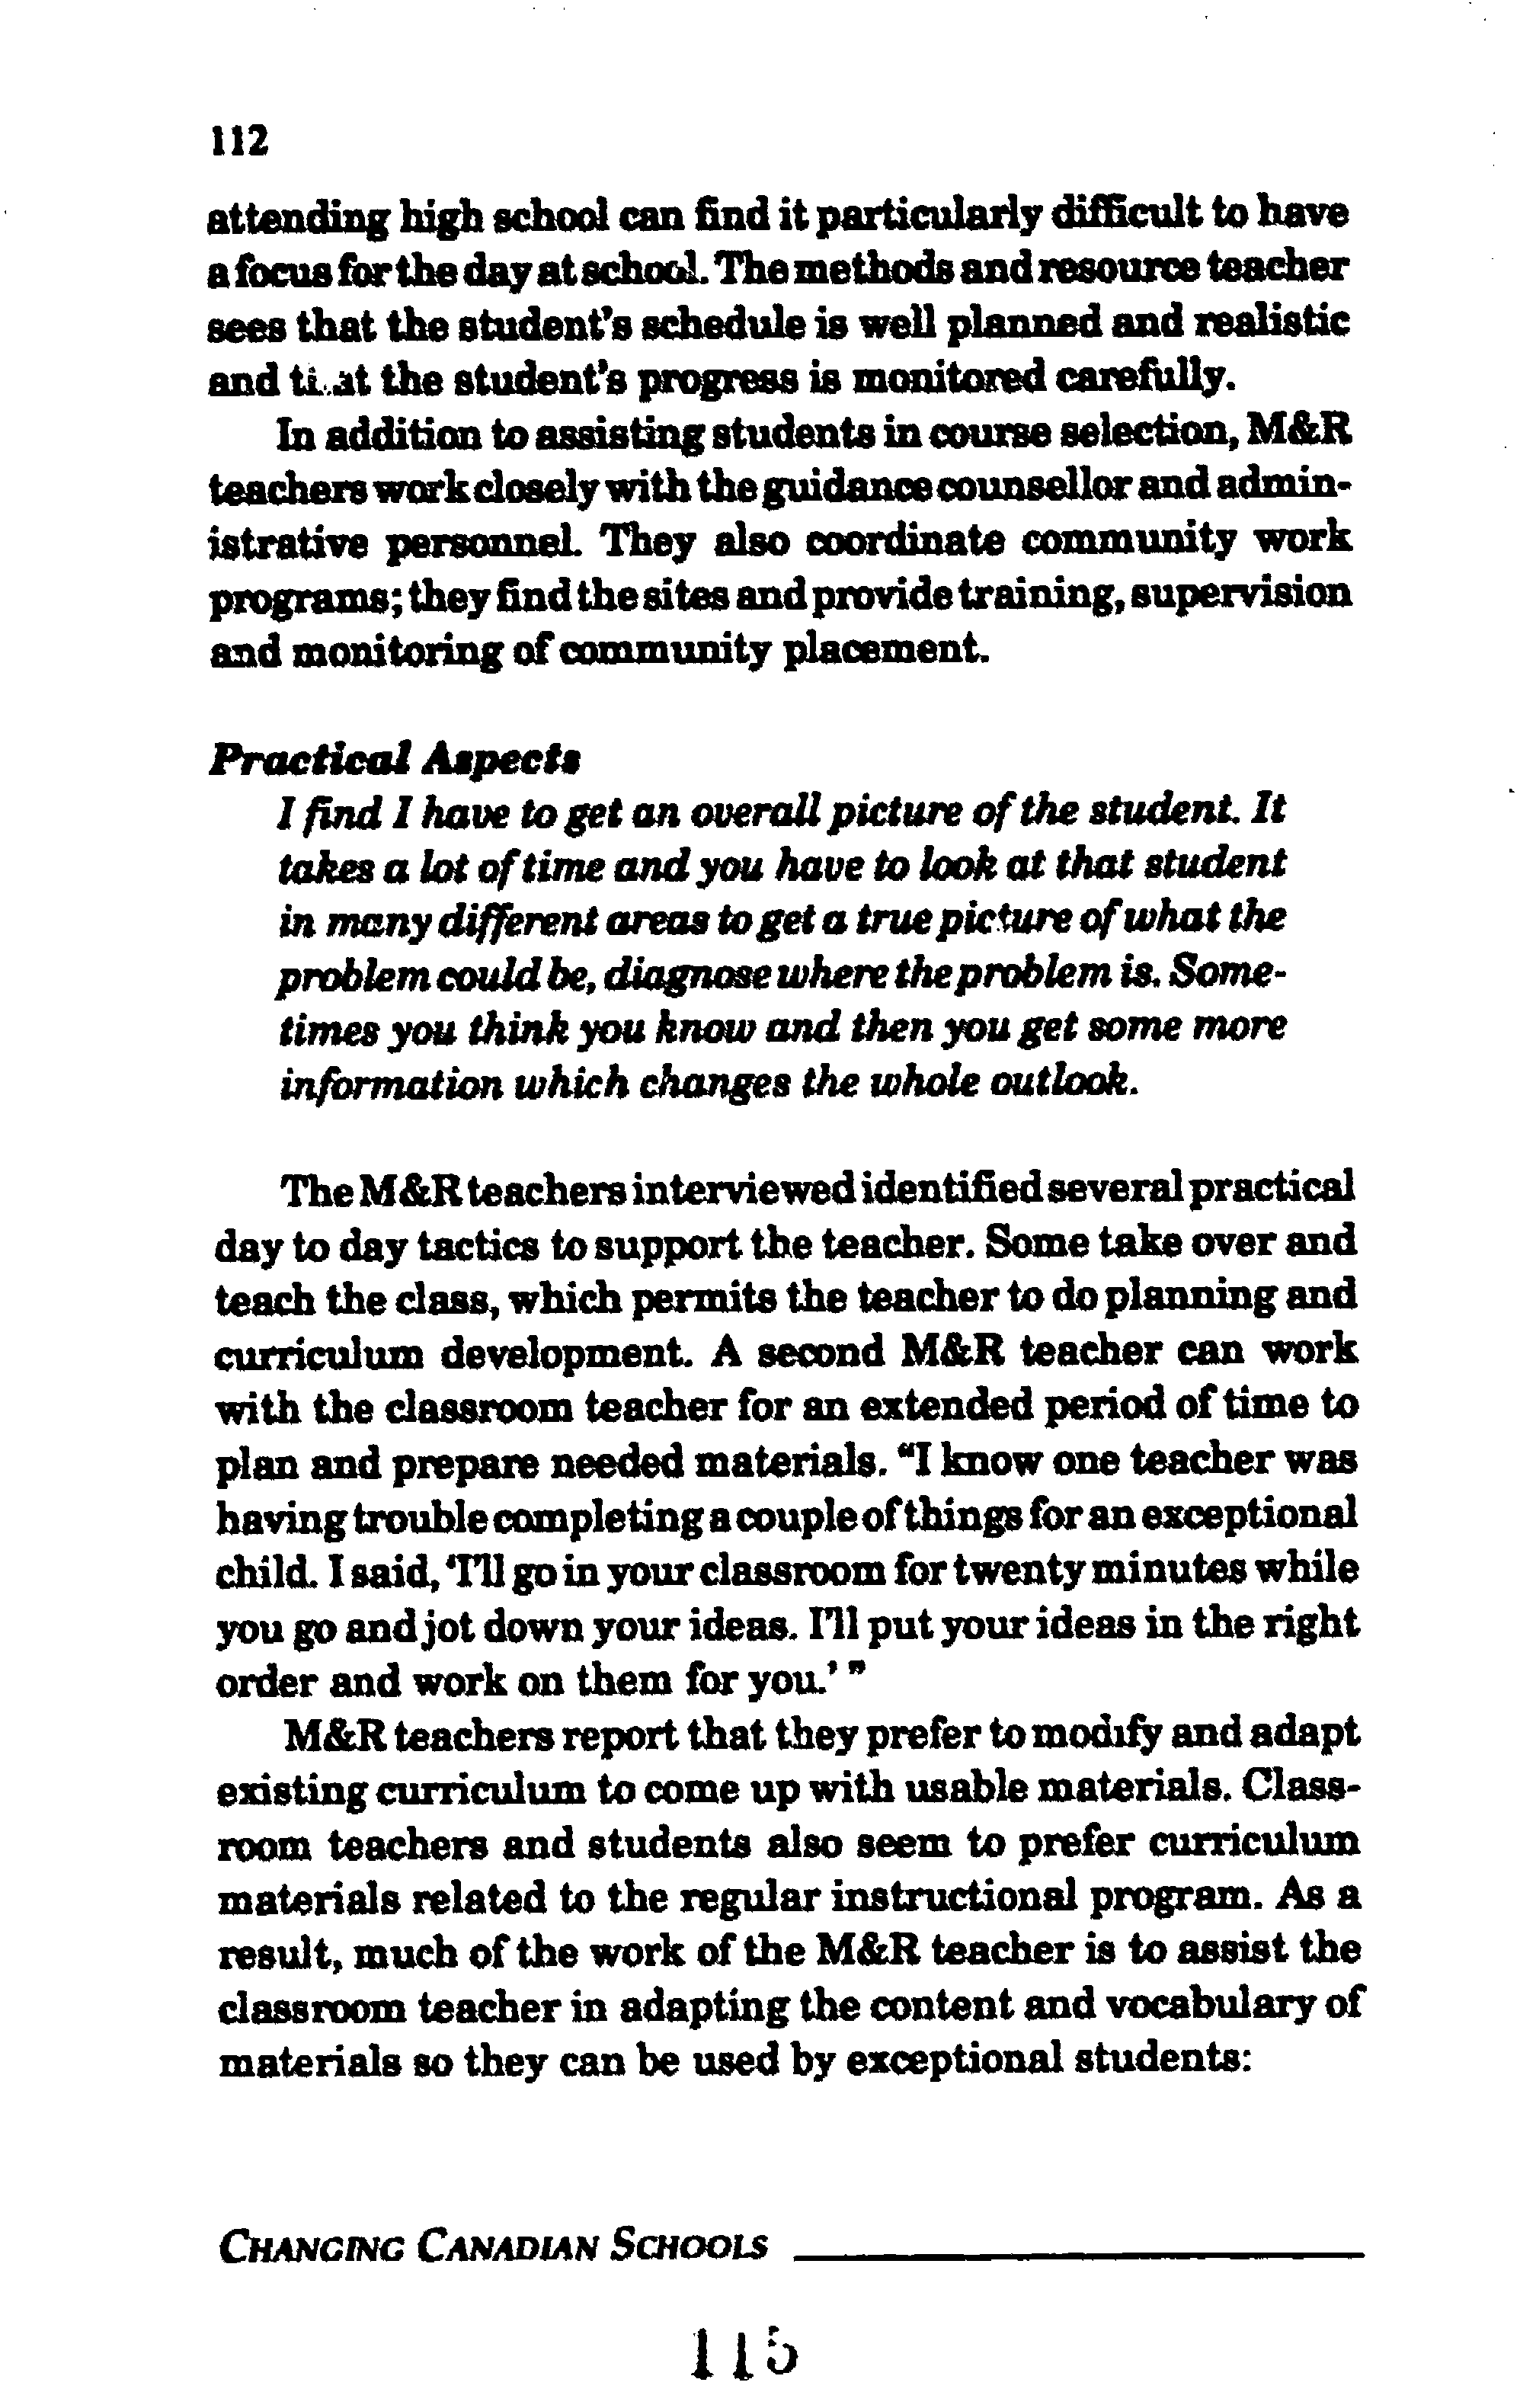 112
attending high school can find it particularly difficult to have
a focus for the day at school. The methods and resource teacher
sees that the student's schedule is well planned and realistic
and that the student's progress is monitored carefully.
In addition to assisting students in course selection, M&R
teachers work closely with the guidance counsellor and admin-
istrative personnel. They also coordinate community work
programs; they find the sites and provide training, supervision
and monitoring of community placement.
Practical Aspects
I find I have to get an overall picture of the student. It
takes a lot of time and you have to look at that student
in many different areas to get a true picture of what the
problem could be, diagnose where the problem is. Some-
times you think you know and then you get some more
information which changes the whole outlook.
The M&R teachers interviewed identified several practical
day to day tactics to support the teacher. Some take over and
teach the class, which permits the teacher to do planning and
curriculum development. A second M&R teacher can work
with the classroom teacher for an extended period of time to
plan and prepare needed materials. "I know one teacher was
having trouble completing a couple of things for an exceptional
child. I said, 'I'll go in your classroom for twenty minutes while
you go and jot down your ideas. I'll put your ideas in the right
order and work on them for you.' "
M&R teachers report that they prefer to modify and adapt
existing curriculum to come up with usable materials. Class-
room teachers and students also seem to prefer curriculum
materials related to the regular instructional program. As a
result, much of the work of the M&R teacher is to assist the
classroom teacher in adapting the content and vocabulary of
materials so they can be used by exceptional students:
CHANGING CANADIAN SCHOOLS
115